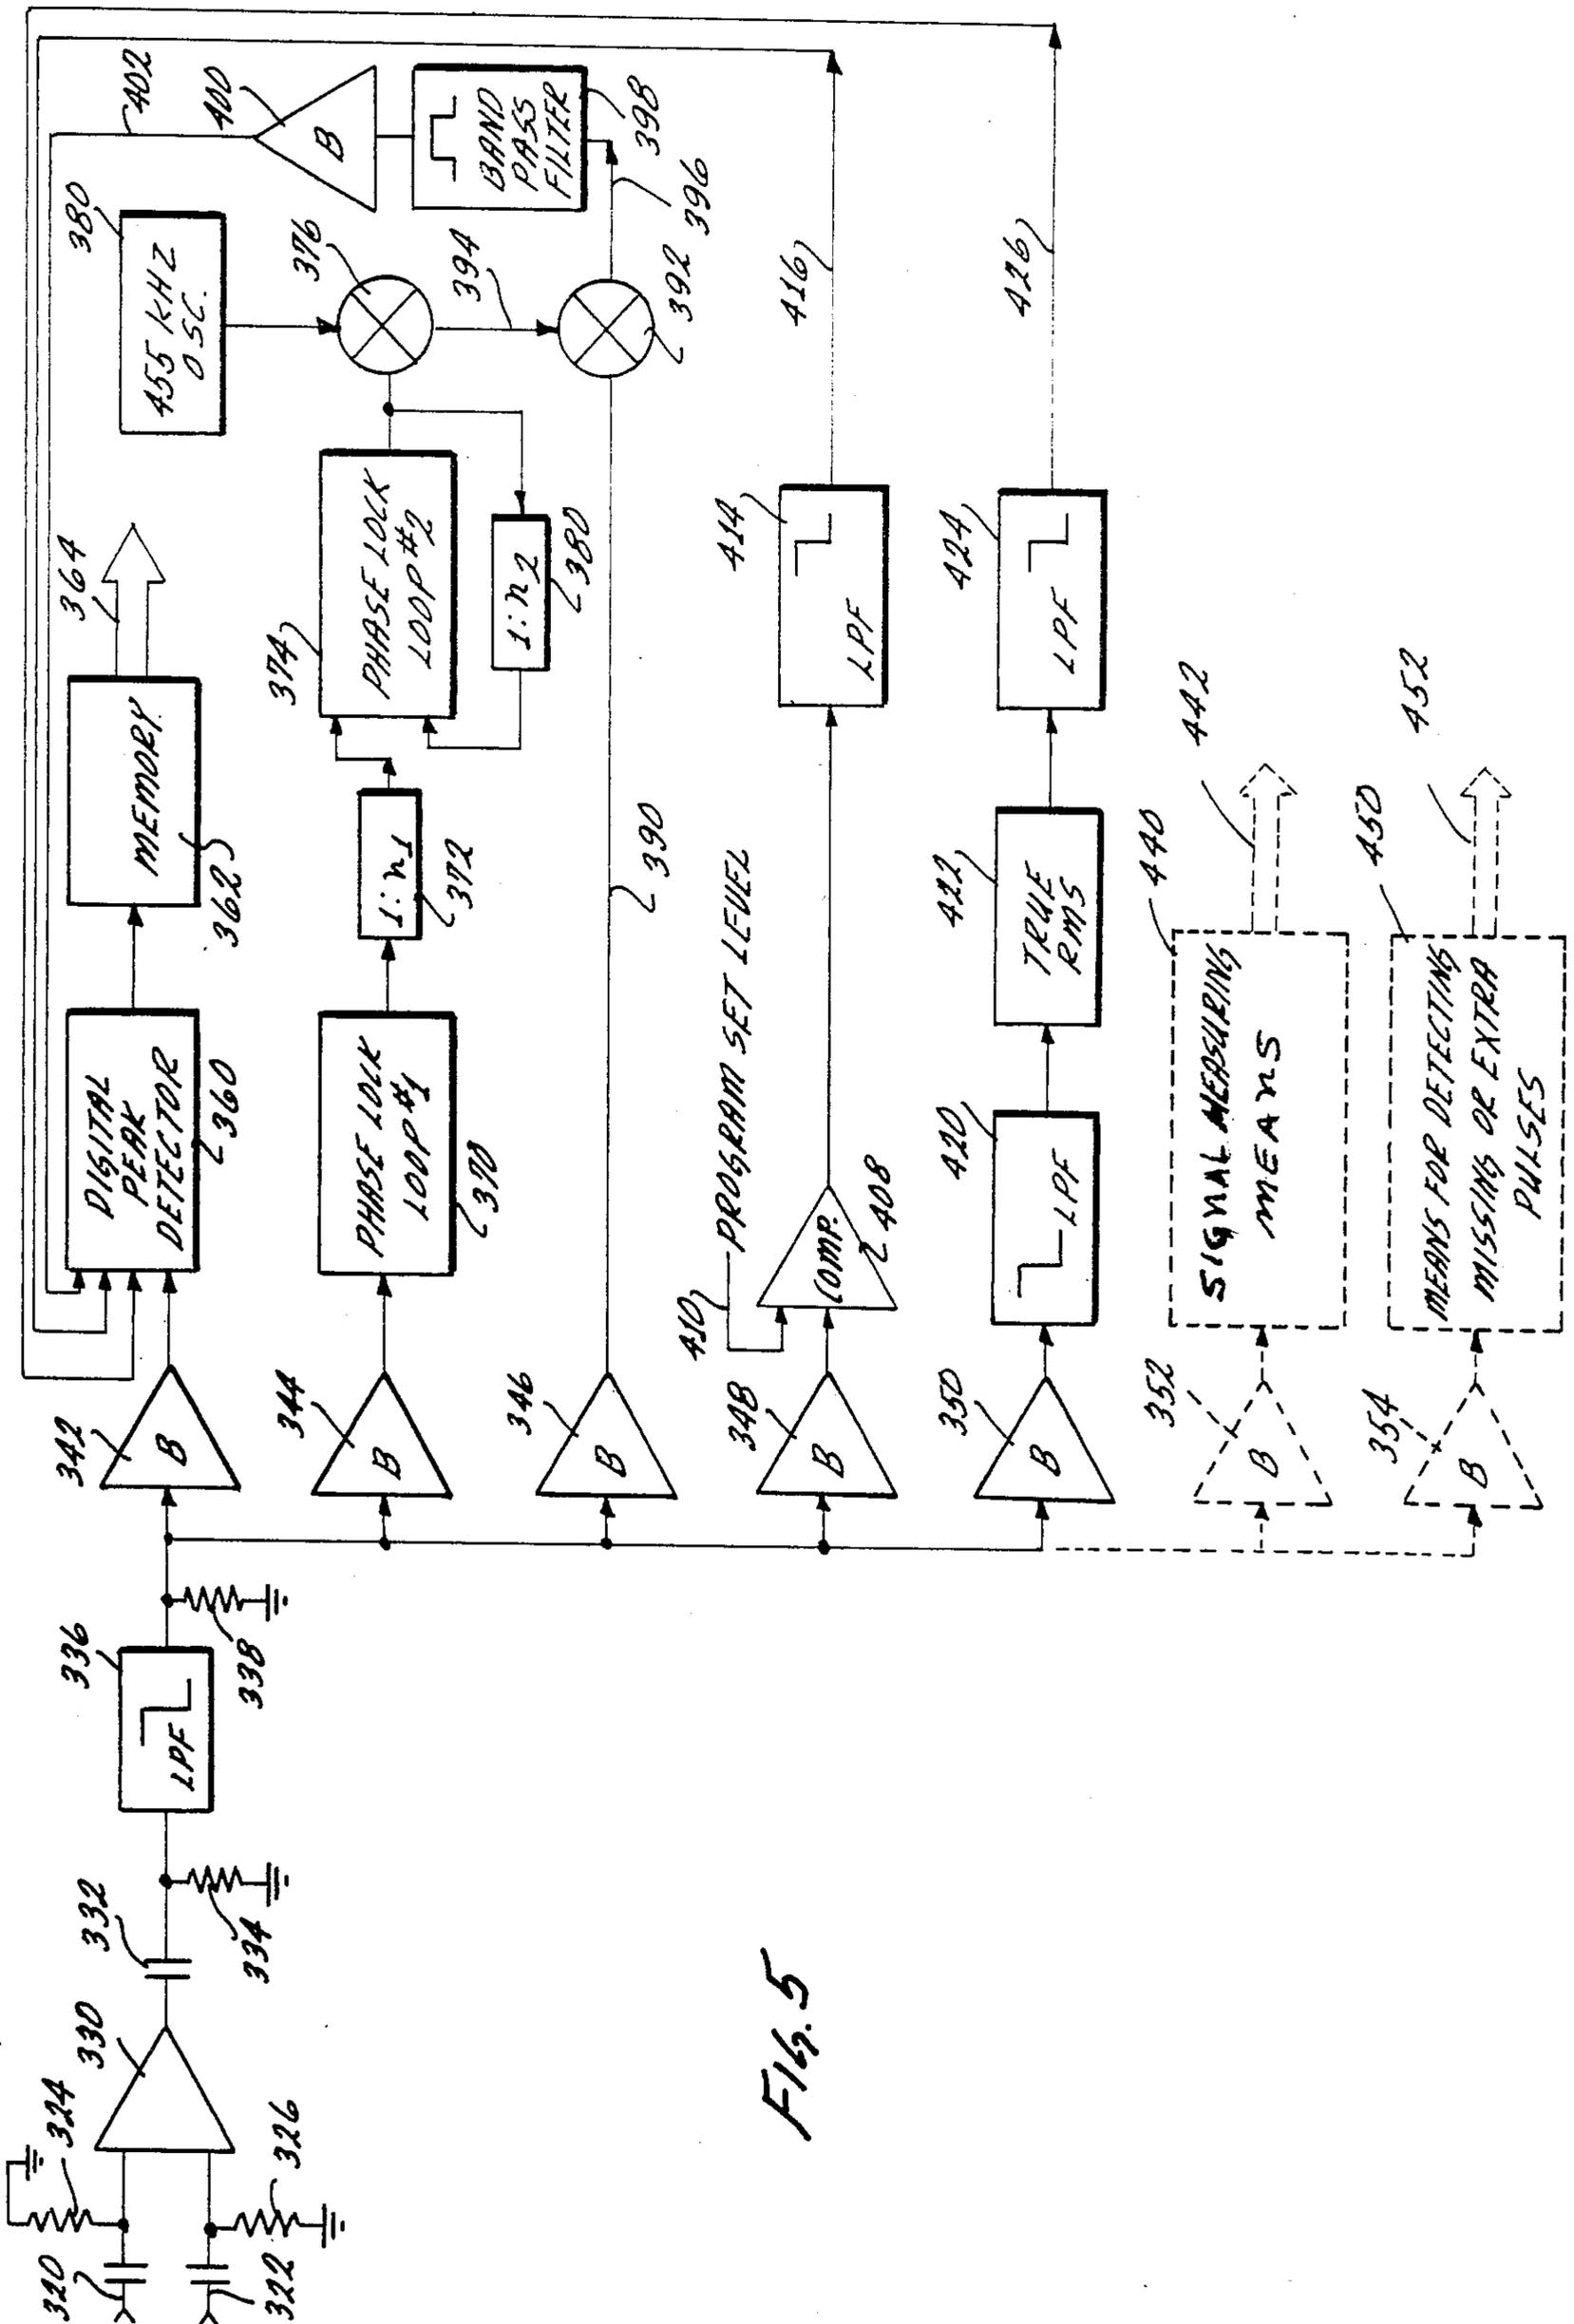 320
324
330
332
334
322
326
336
LPF
338
342
B
DIGITAL
PEAK
DETECTOR
360
MEMORY
362
364
455 KHZ
OSC.
380
402
400
B
344
B
PHASE LOCK
LOOP #1
370
1:n1
372
374
PHASE LOCK
LOOP #2
1:n2
380
376
394
BAND
PASS
FILTER
398
396
392
346
B
390
348
B
410
PROGRAM SET LEVEL
COMP.
408
414
LPF
416
350
B
420
LPF
422
TRUE
RMS
424
LPF
426
352
B
440
SIGNAL MEASURING
MEANS
442
354
B
450
MEANS FOR DETECTING
MISSING OR EXTRA
PULSES
452
FIG. 5